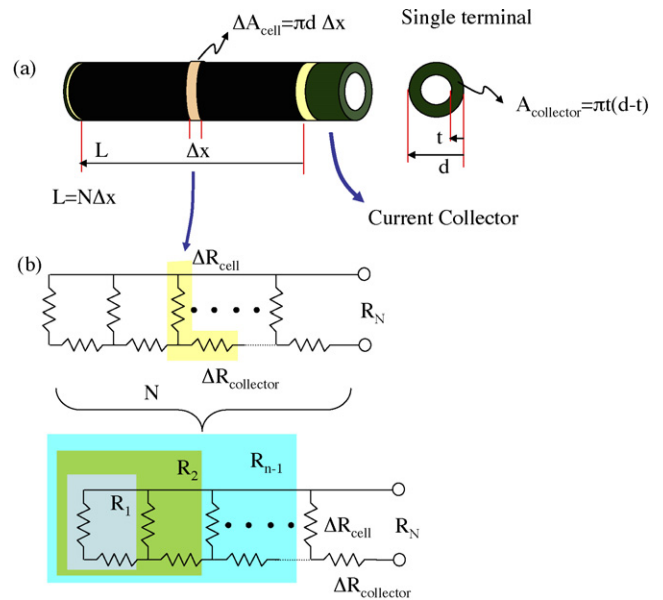 ΔA_cell=πd Δx
Single terminal
(a)
A_collector=πt(d-t)
L
Δx
t
d
L=NΔx
Current Collector
(b)
ΔR_cell
R_N
ΔR_collector
N
R_1
R_2
R_n-1
ΔR_cell
R_N
ΔR_collector